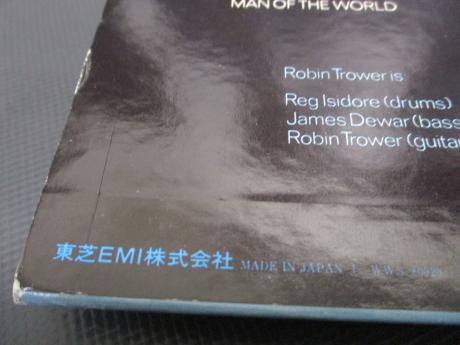 MAN OF THE WORLD
Robin Trower is:
Reg Isidore (drums)
James Dewar (bass
Robin Trower (guitar
東芝EMI株式会社 MADE IN JAPAN